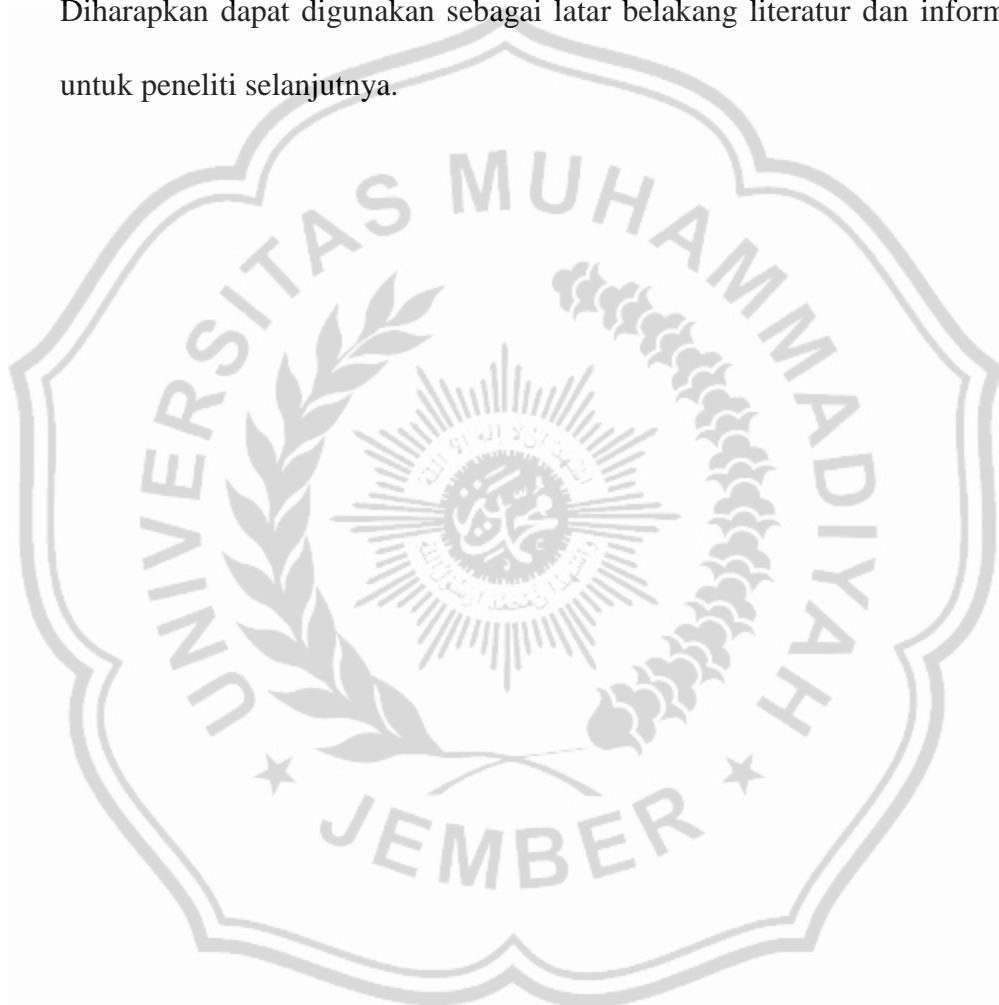 Diharapkan dapat digunakan sebagai latar belakang literatur dan inform
untuk peneliti selanjutnya.
UNIVERSITAS MUHAMMADIYAH
JEMBER